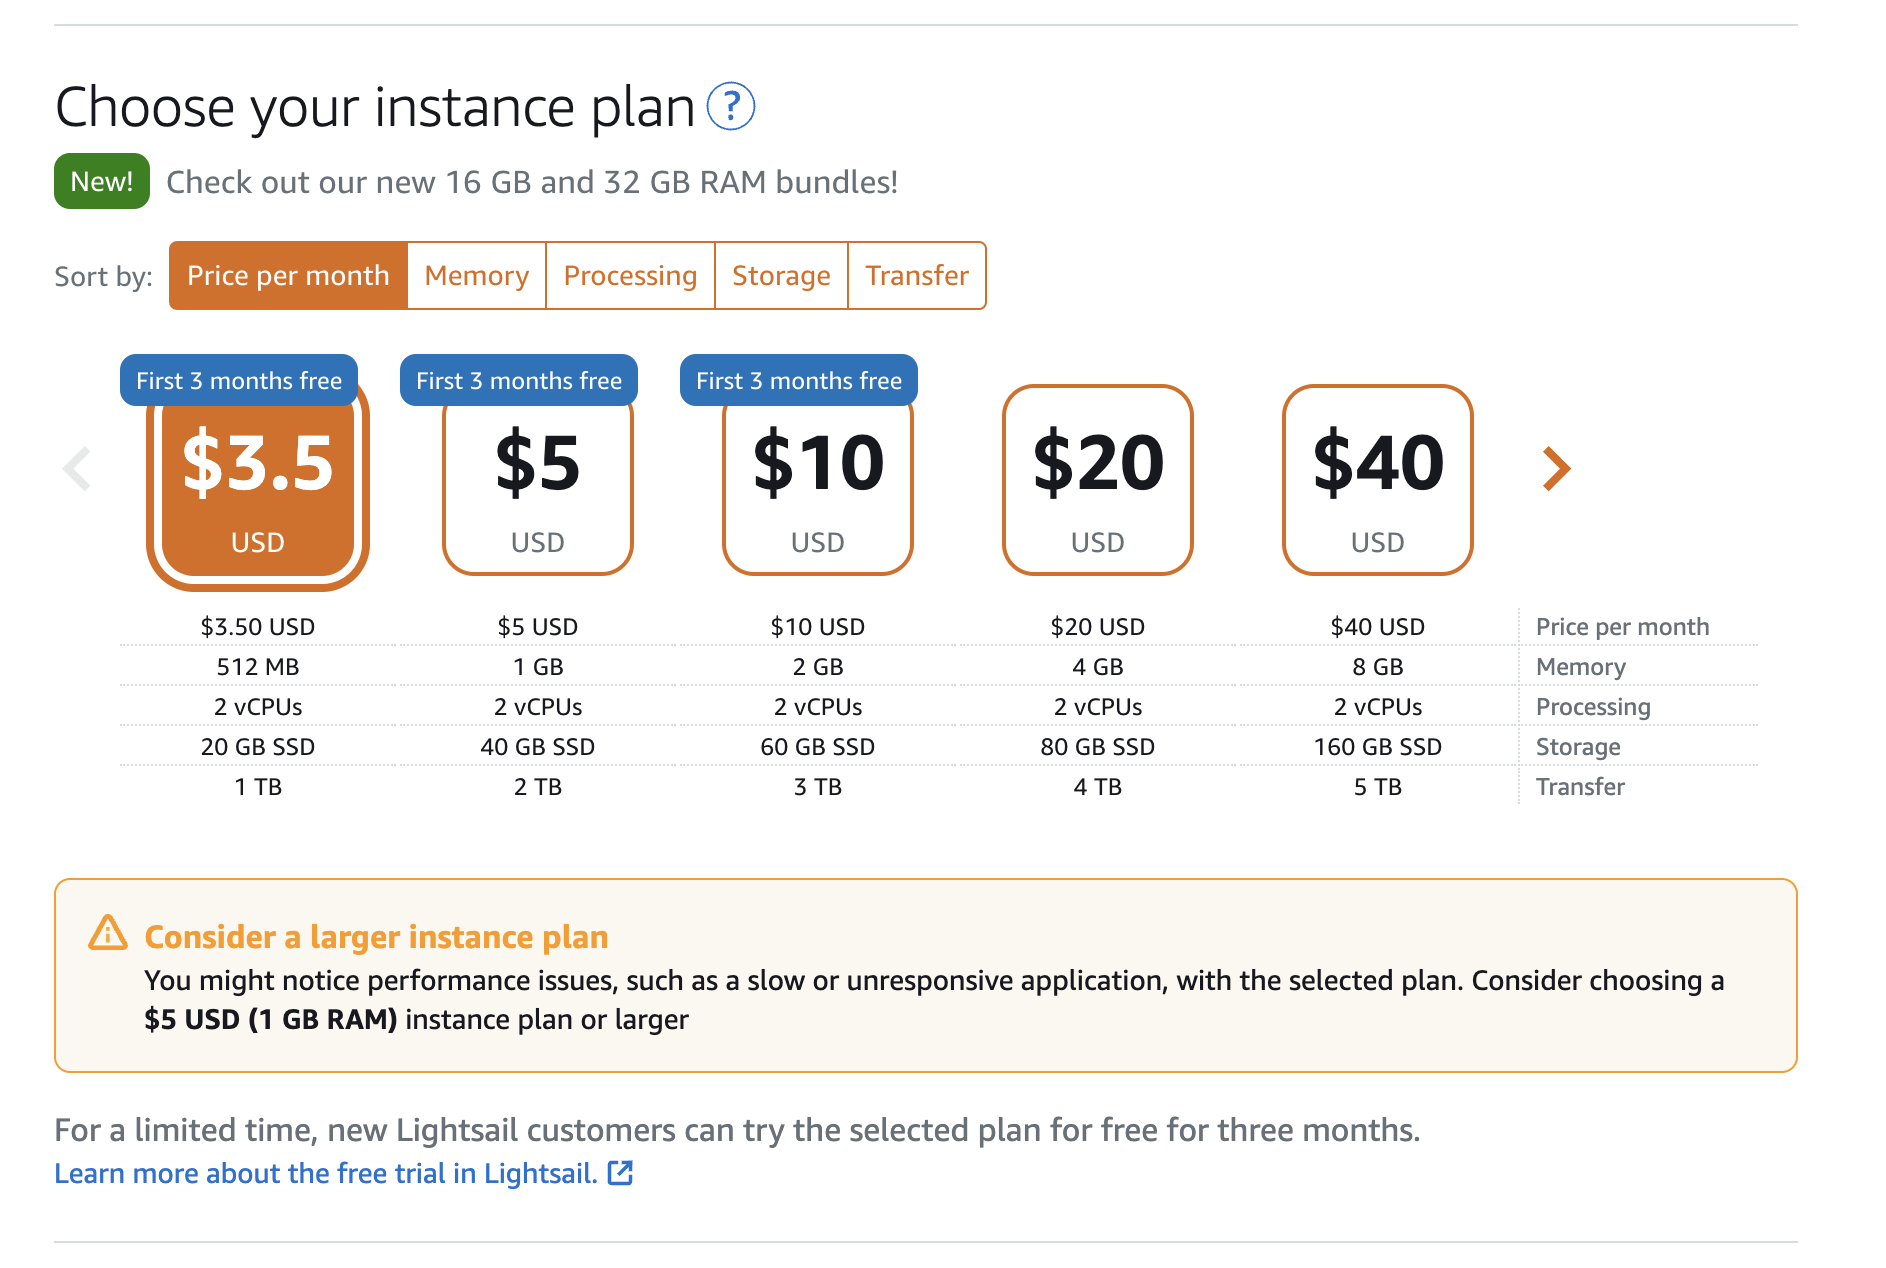 Choose your instance plan ?
New! Check out our new 16 GB and 32 GB RAM bundles!
Sort by: Price per month Memory Processing Storage Transfer
First 3 months free First 3 months free First 3 months free
$3.5 $5 $10 $20 $40
USD USD USD USD USD
$3.50 USD $5 USD $10 USD $20 USD $40 USD Price per month
512 MB 1 GB 2 GB 4 GB 8 GB Memory
2 vCPUs 2 vCPUs 2 vCPUs 2 vCPUs 2 vCPUs Processing
20 GB SSD 40 GB SSD 60 GB SSD 80 GB SSD 160 GB SSD Storage
1 TB 2 TB 3 TB 4 TB 5 TB Transfer
Consider a larger instance plan
You might notice performance issues, such as a slow or unresponsive application, with the selected plan. Consider choosing a
$5 USD (1 GB RAM) instance plan or larger
For a limited time, new Lightsail customers can try the selected plan for free for three months.
Learn more about the free trial in Lightsail.